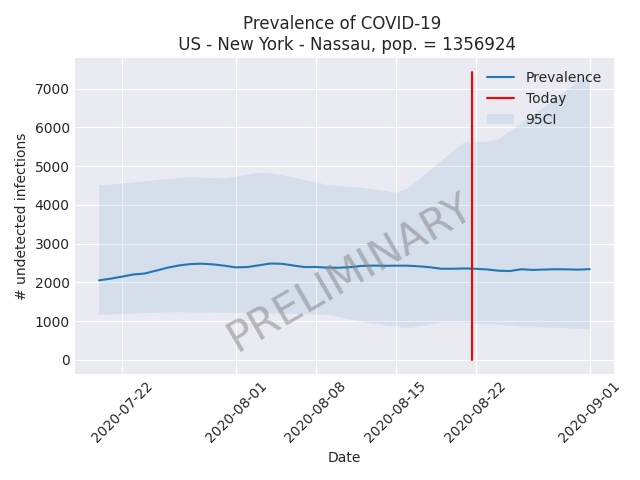 Prevalence of COVID-19
US - New York - Nassau, pop. = 1356924
Prevalence
Today
95CI
7000
6000
5000
4000
3000
2000
1000
0
# undetected infections
PRELIMINARY
2020-07-22
2020-08-01
2020-08-08
2020-08-15
2020-08-22
2020-09-01
Date